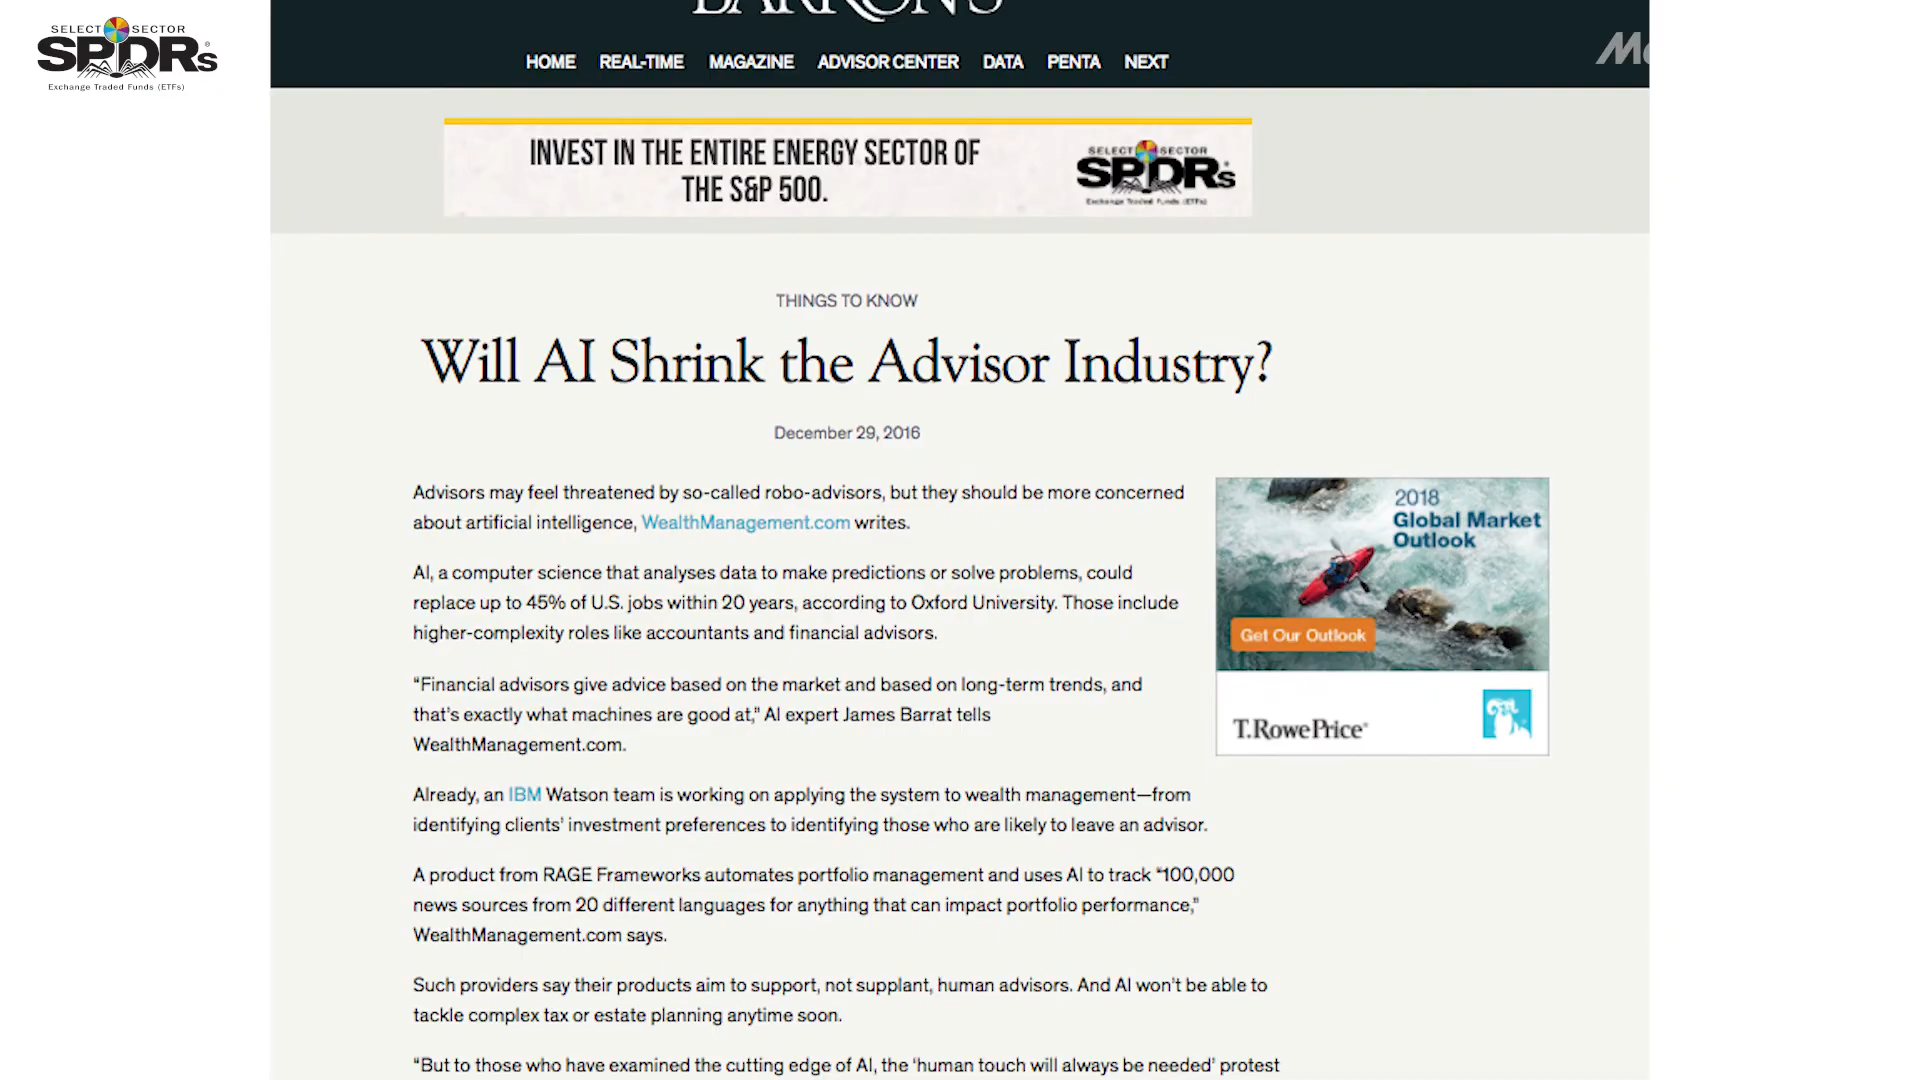 SELECT SECTOR
SPDRs
Exchange Traded Funds (ETFs)
BARRON'S
HOME REAL-TIME MAGAZINE ADVISOR CENTER DATA PENTA NEXT
INVEST IN THE ENTIRE ENERGY SECTOR OF
THE S&P 500.
SELECT SECTOR
SPDRs
Exchange Traded Funds (ETFs)
THINGS TO KNOW
Will AI Shrink the Advisor Industry?
December 29, 2016
Advisors may feel threatened by so-called robo-advisors, but they should be more concerned
about artificial intelligence, WealthManagement.com writes.
AI, a computer science that analyses data to make predictions or solve problems, could
replace up to 45% of U.S. jobs within 20 years, according to Oxford University. Those include
higher-complexity roles like accountants and financial advisors.
“Financial advisors give advice based on the market and based on long-term trends, and
that’s exactly what machines are good at,” AI expert James Barrat tells
WealthManagement.com.
Already, an IBM Watson team is working on applying the system to wealth management—from
identifying clients’ investment preferences to identifying those who are likely to leave an advisor.
A product from RAGE Frameworks automates portfolio management and uses AI to track “100,000
news sources from 20 different languages for anything that can impact portfolio performance,”
WealthManagement.com says.
Such providers say their products aim to support, not supplant, human advisors. And AI won’t be able to
tackle complex tax or estate planning anytime soon.
“But to those who have examined the cutting edge of AI, the ‘human touch will always be needed’ protest
2018
Global Market
Outlook
Get Our Outlook
T.RowePrice